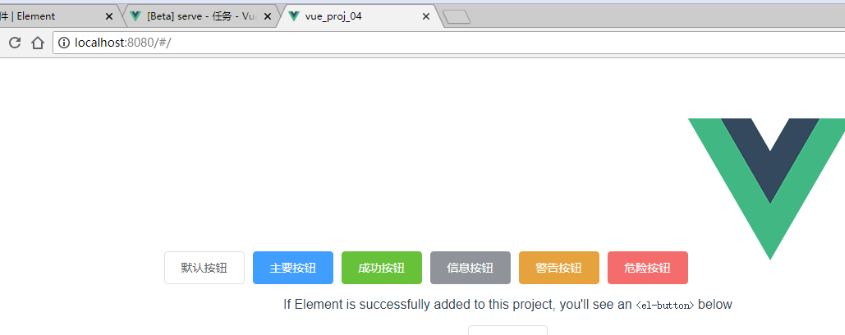 件 | Element
[Beta] serve - 任务 - Vu
vue_proj_04
localhost:8080/#/
默认按钮 主要按钮 成功按钮 信息按钮 警告按钮 危险按钮
If Element is successfully added to this project, you'll see an <el-button> below